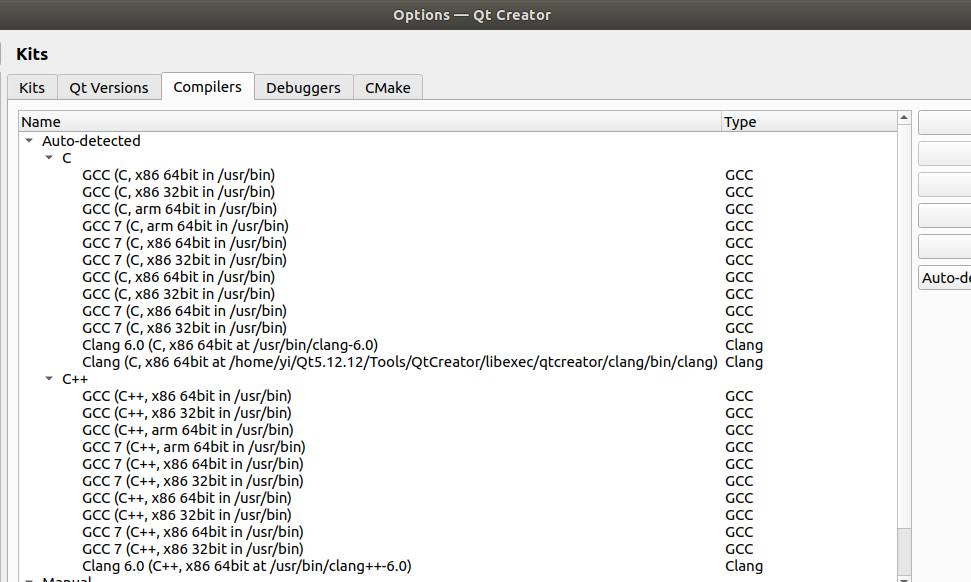 Options — Qt Creator
Kits
Kits Qt Versions Compilers Debuggers CMake
Name Type
Auto-detected
C
GCC (C, x86 64bit in /usr/bin) GCC
GCC (C, x86 32bit in /usr/bin) GCC
GCC (C, arm 64bit in /usr/bin) GCC
GCC 7 (C, arm 64bit in /usr/bin) GCC
GCC 7 (C, x86 64bit in /usr/bin) GCC
GCC 7 (C, x86 32bit in /usr/bin) GCC
GCC (C, x86 64bit in /usr/bin) GCC
GCC (C, x86 32bit in /usr/bin) GCC
GCC 7 (C, x86 64bit in /usr/bin) GCC
GCC 7 (C, x86 32bit in /usr/bin) GCC
Auto-de
Clang 6.0 (C, x86 64bit at /usr/bin/clang-6.0) Clang
Clang (C, x86 64bit at /home/yi/Qt5.12.12/Tools/QtCreator/libexec/qtcreator/clang/bin/clang) Clang
C++
GCC (C++, x86 64bit in /usr/bin) GCC
GCC (C++, x86 32bit in /usr/bin) GCC
GCC (C++, arm 64bit in /usr/bin) GCC
GCC 7 (C++, arm 64bit in /usr/bin) GCC
GCC 7 (C++, x86 64bit in /usr/bin) GCC
GCC 7 (C++, x86 32bit in /usr/bin) GCC
GCC (C++, x86 64bit in /usr/bin) GCC
GCC (C++, x86 32bit in /usr/bin) GCC
GCC 7 (C++, x86 64bit in /usr/bin) GCC
GCC 7 (C++, x86 32bit in /usr/bin) GCC
Clang 6.0 (C++, x86 64bit at /usr/bin/clang++-6.0) Clang
Manual